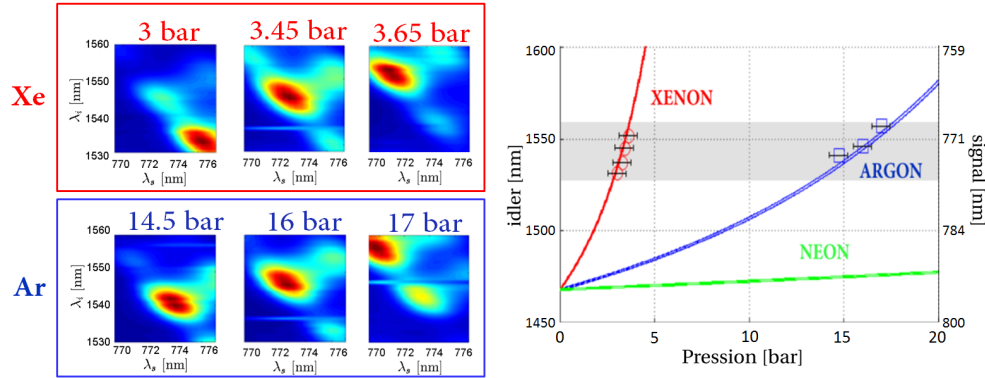 Xe
3 bar 3.45 bar 3.65 bar
λi [nm]
1560
1550
1540
1530
770 772 774 776
770 772 774 776
770 772 774 776
λs [nm] λs [nm] λs [nm]
Ar
14.5 bar 16 bar 17 bar
λi [nm]
1560
1550
1540
1530
770 772 774 776
770 772 774 776
770 772 774 776
λs [nm] λs [nm] λs [nm]
idler [nm]
1600
1550
1500
1450
XENON
ARGON
NEON
759
771
784
800
signal [nm]
0 5 10 15 20
Pression [bar]